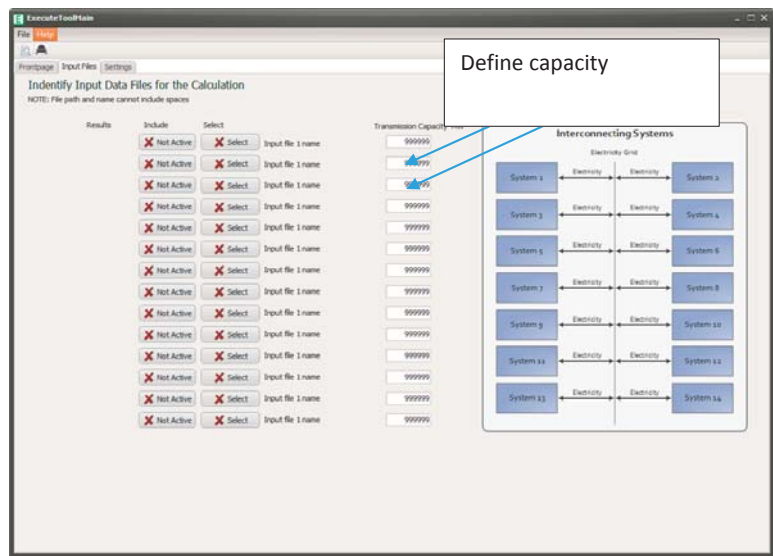 ExecuteToolMain
File Help
Frontpage Input Files Settings
Indentify Input Data Files for the Calculation
NOTE: File path and name cannot include spaces
Define capacity
Results Include Select Transmission Capacity
Not Active Select Input file 1 name 999999
Not Active Select Input file 1 name 999999
Not Active Select Input file 1 name
Not Active Select Input file 1 name 999999
Not Active Select Input file 1 name 999999
Not Active Select Input file 1 name 999999
Not Active Select Input file 1 name 999999
Not Active Select Input file 1 name 999999
Not Active Select Input file 1 name 999999
Not Active Select Input file 1 name 999999
Not Active Select Input file 1 name 999999
Not Active Select Input file 1 name 999999
Not Active Select Input file 1 name 999999
Not Active Select Input file 1 name 999999
Interconnecting Systems
Electricity Grid
System 1 Electricity Electricity System 2
System 3 Electricity Electricity System 4
System 5 Electricity Electricity System 6
System 7 Electricity Electricity System 8
System 9 Electricity Electricity System 10
System 11 Electricity Electricity System 12
System 13 Electricity Electricity System 14